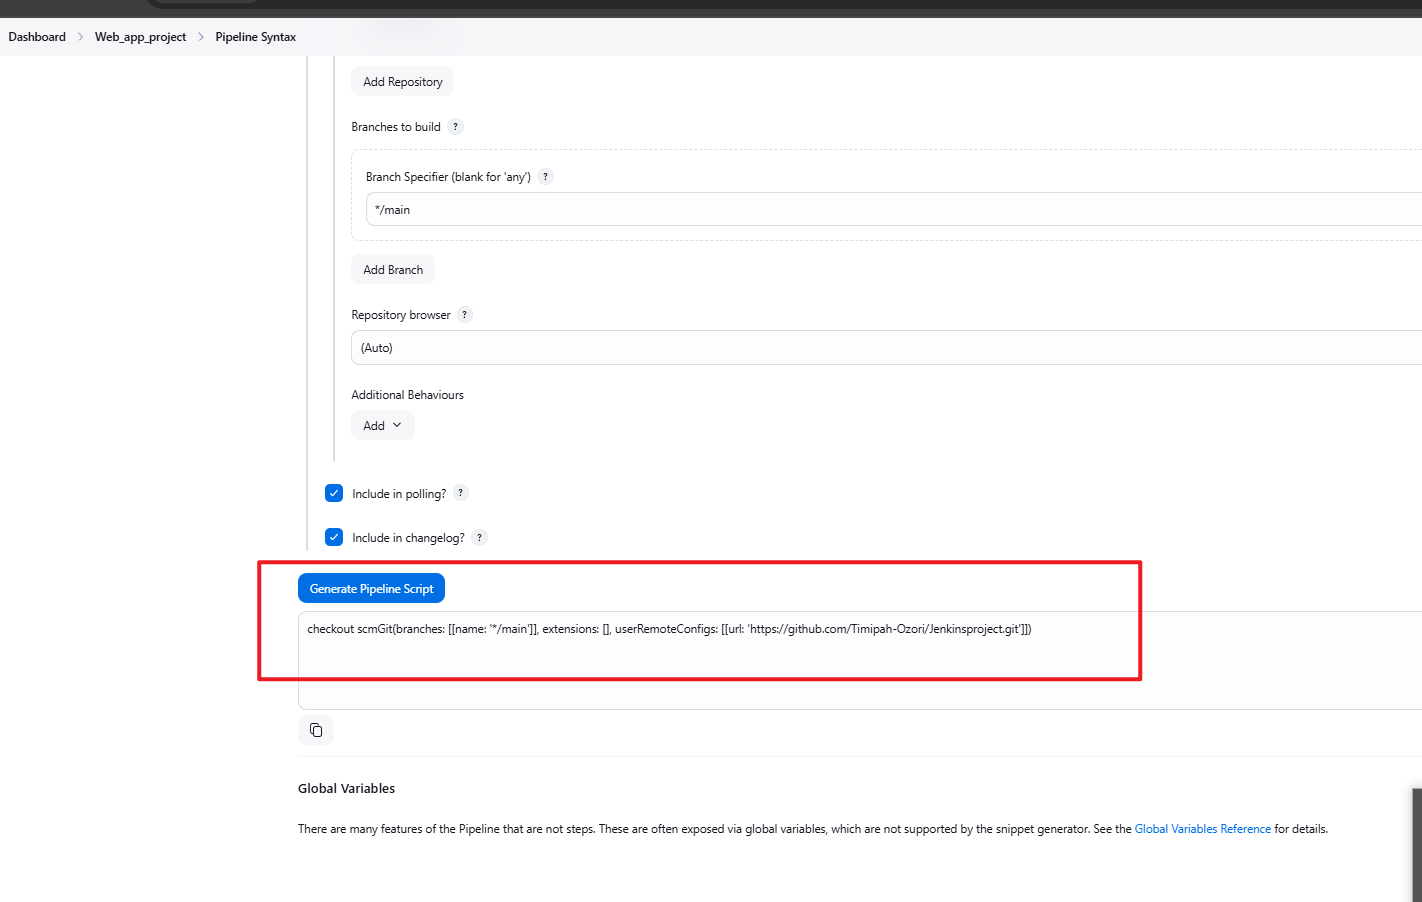 Dashboard > Web_app_project > Pipeline Syntax
Add Repository
Branches to build ?
Branch Specifier (blank for 'any') ?
*/main
Add Branch
Repository browser ?
(Auto)
Additional Behaviours
Add
Include in polling? ?
Include in changelog? ?
Generate Pipeline Script
checkout scmGit(branches: [[name: '*/main']], extensions: [], userRemoteConfigs: [[url: 'https://github.com/Timipah-Ozori/Jenkinsproject.git']])
Global Variables
There are many features of the Pipeline that are not steps. These are often exposed via global variables, which are not supported by the snippet generator. See the Global Variables Reference for details.